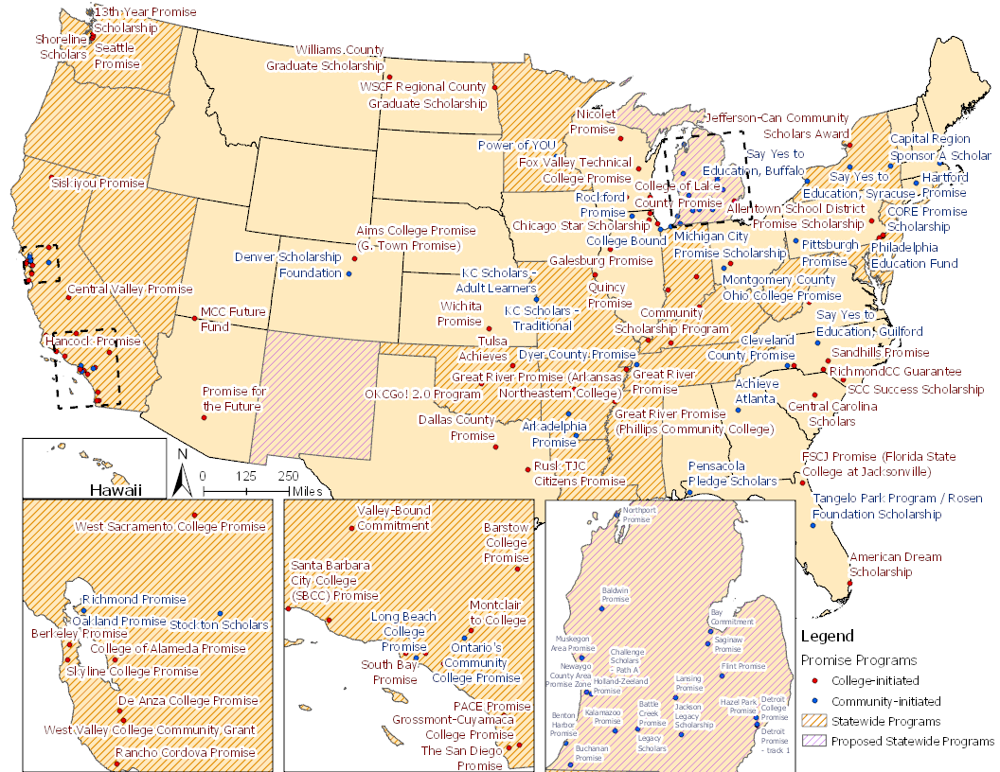 13th Year Promise
Scholarship
Shoreline
Scholars
Seattle
Promise
Williams County
Graduate Scholarship
WSCF Regional County
Graduate Scholarship
Nicolet
Promise
Jefferson-Can Community
Scholars Award
Power of YOU
Fox Valley Technical
College Promise
Say Yes to
Education, Buffalo
Capital Region
Sponsor A Scholar
Say Yes to
Education, Syracuse
Hartford
Promise
Siskiyou Promise
College of Lake
County Promise
Rockford
Promise
Allentown School District
Promise Scholarship
CORE Promise
Scholarship
Chicago Star Scholarship
College Bound
Michigan City
Promise Scholarship
Pittsburgh
Promise
Philadelphia
Education Fund
Aims College Promise
(G. Town Promise)
Denver Scholarship
Foundation
Galesburg Promise
KC Scholars -
Adult Learners
Quincy
Promise
Montgomery County
Ohio College Promise
Central Valley Promise
MCC Future
Fund
Wichita
Promise
KC Scholars -
Traditional
Community
Scholarship Program
Say Yes to
Education, Guilford
Hancock Promise
Tulsa
Achieves
Dyer County Promise
Cleveland
County Promise
Sandhills Promise
RichmondCC Guarantee
SCC Success Scholarship
Great River Promise (Arkansas
Northeastern College)
Great River
Promise
OKCGo! 2.0 Program
Achieve
Atlanta
Central Carolina
Scholars
Promise for
the Future
Dallas County
Promise
Arkadelphia
Promise
Great River Promise
(Phillips Community College)
Rusk TJC
Citizens Promise
Pensacola
Pledge Scholars
FSCJ Promise (Florida State
College at Jacksonville)
Tangelo Park Program / Rosen
Foundation Scholarship
American Dream
Scholarship
Hawaii
N
0 125 250
Miles
West Sacramento College Promise
Richmond Promise
Oakland Promise
Stockton Scholars
Berkeley Promise
College of Alameda Promise
Skyline College Promise
De Anza College Promise
West Valley College Community Grant
Rancho Cordova Promise
Valley-Bound
Commitment
Barstow
College
Promise
Santa Barbara
City College
(SBCC) Promise
Montclair
to College
Long Beach
College
Promise
Ontario's
Community
College Promise
South Bay
Promise
PACE Promise
Grossmont-Cuyamaca
College Promise
The San Diego
Promise
Northport
Promise
Baldwin
Promise
Bay
Commitment
Saginaw
Promise
Muskegon
Area Promise
Challenge
Scholars
- Path A
Newaygo
County Area
Promise Zone
Holland-Zeeland
Promise
Flint Promise
Lansing
Promise
Benton
Harbor
Promise
Kalamazoo
Promise
Battle
Creek
Promise
Jackson
Legacy
Scholarship
Hazel Park
Promise
Detroit
College
Promise
Legacy
Scholars
Detroit
Promise
- track 1
Buchanan
Promise
Legend
Promise Programs
College-initiated
Community-initiated
Statewide Programs
Proposed Statewide Programs